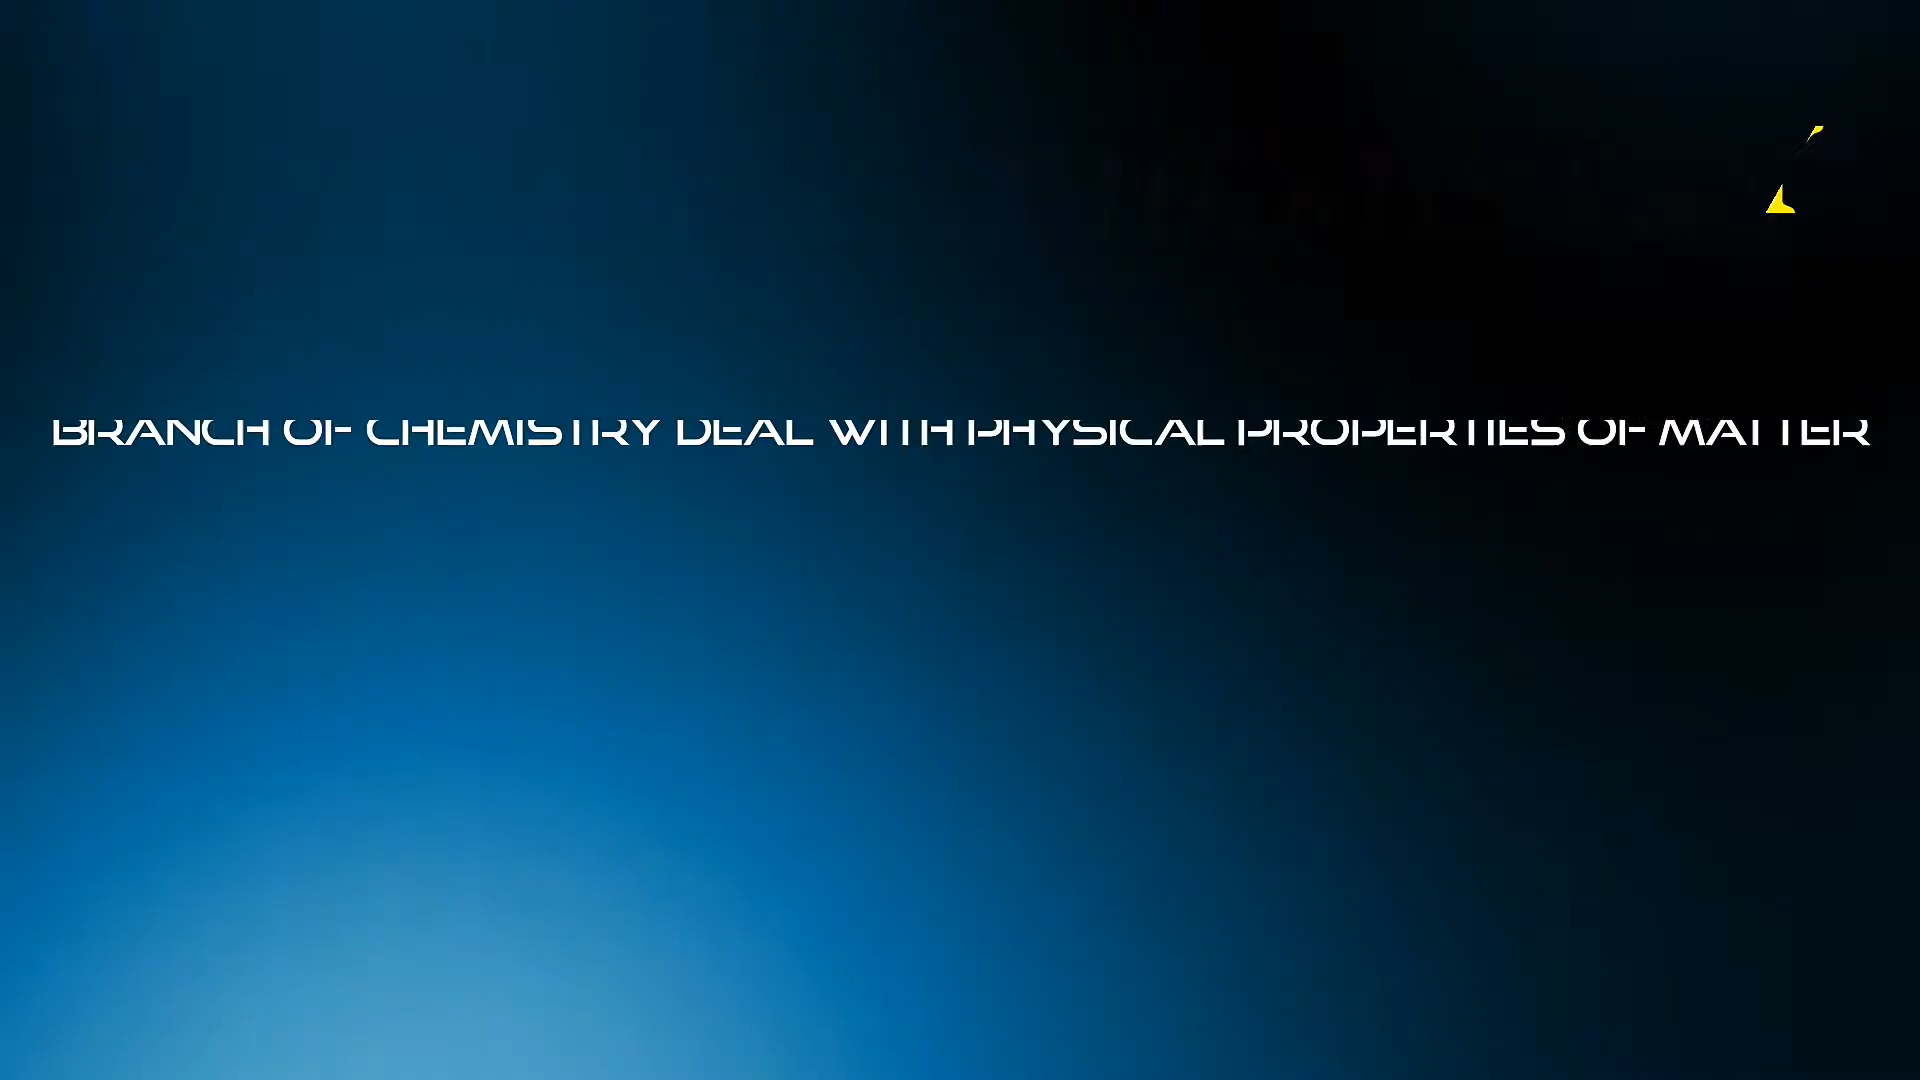 BRANCH OF CHEMISTRY DEAL WITH PHYSICAL PROPERTIES OF MATTER